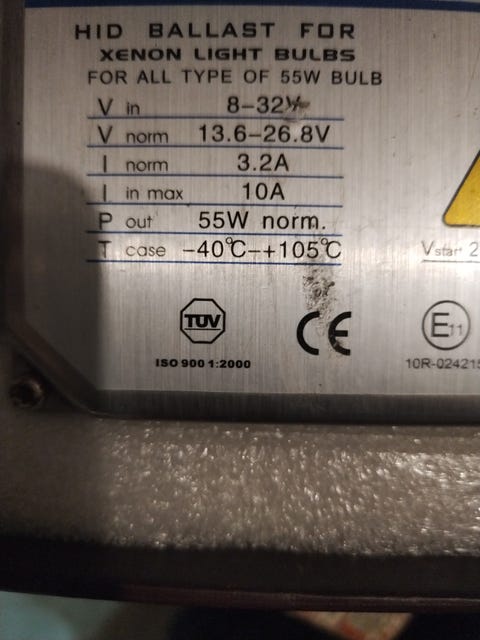 HID BALLAST FOR
XENON LIGHT BULBS
FOR ALL TYPE OF 55W BULB
V in 8-32V
V norm 13.6-26.8V
I norm 3.2A
I in max 10A
P out 55W norm.
T case -40℃-+105℃
Vstar 2
TUV
CE
E11
ISO 900 1:2000
10R-024215